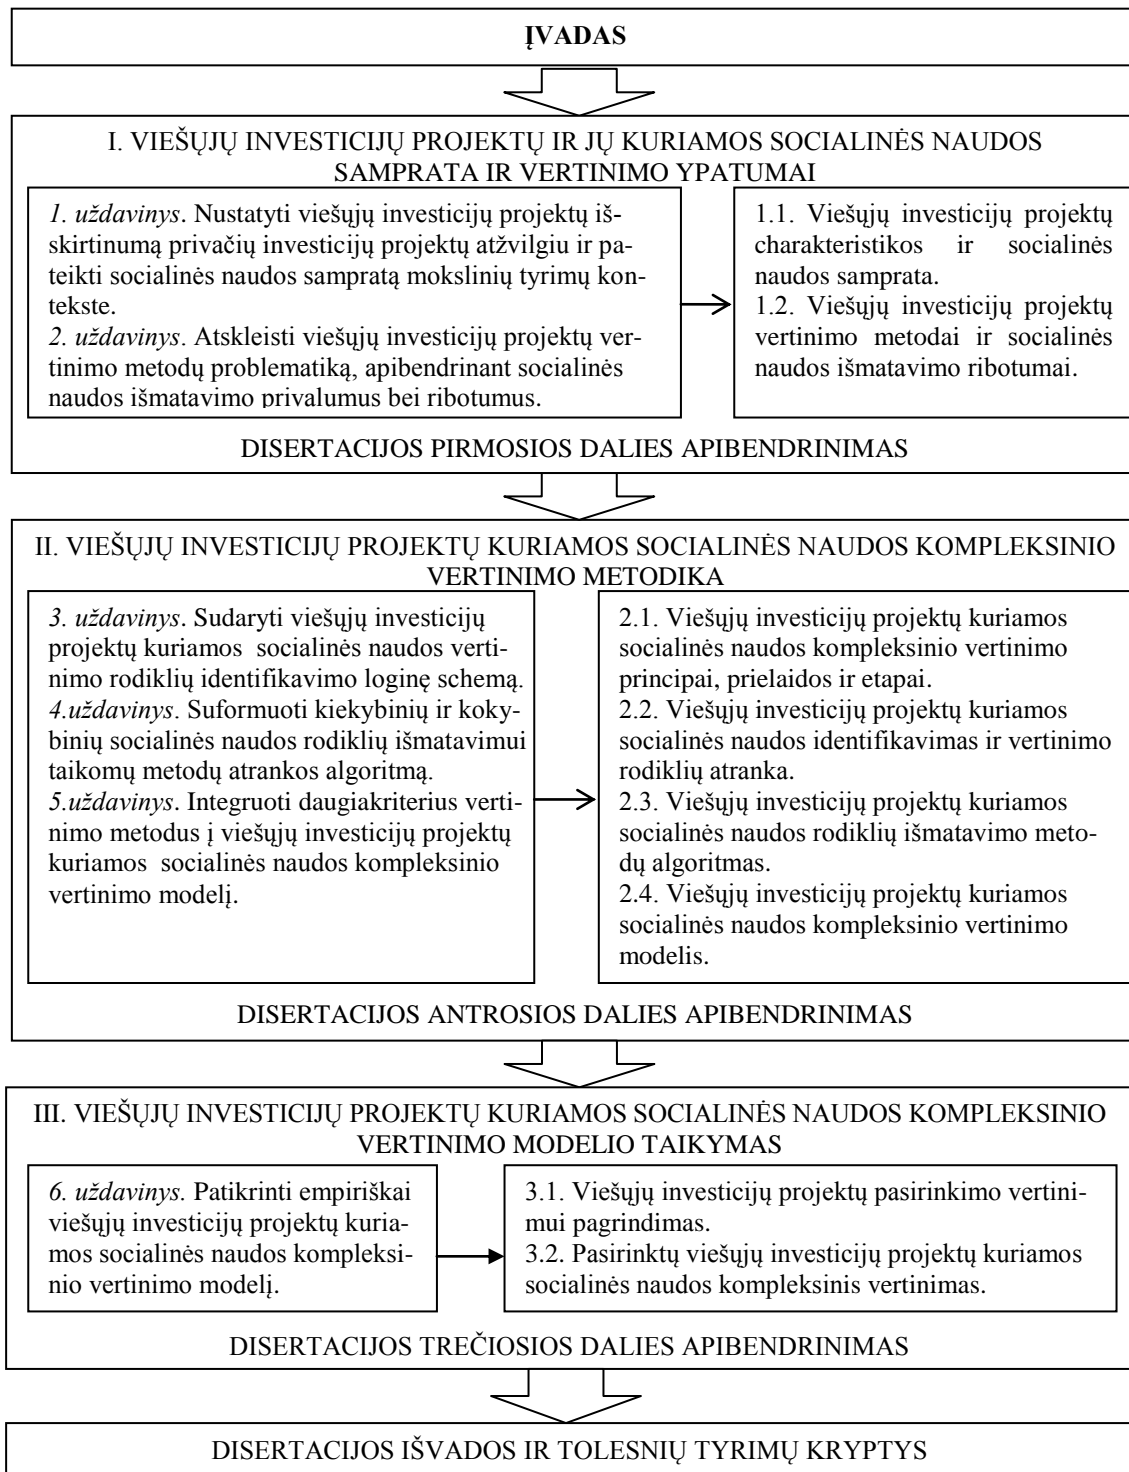 ĮVADAS
I. VIEŠŲJŲ INVESTICIJŲ PROJEKTŲ IR JŲ KURIAMOS SOCIALINĖS NAUDOS
SAMPRATA IR VERTINIMO YPATUMAI
1. uždavinys. Nustatyti viešųjų investicijų projektų iš-
skirtinumą privačių investicijų projektų atžvilgiu ir pa-
teikti socialinės naudos sampratą mokslinių tyrimų kon-
tekste.
2. uždavinys. Atskleisti viešųjų investicijų projektų ver-
tinimo metodų problematiką, apibendrinant socialinės
naudos išmatavimo privalumus bei ribotumus.
1.1. Viešųjų investicijų projektų
charakteristikos ir socialinės
naudos samprata.
1.2. Viešųjų investicijų projektų
vertinimo metodai ir socialinės
naudos išmatavimo ribotumai.
DISERTACIJOS PIRMOSIOS DALIES APIBENDRINIMAS
II. VIEŠŲJŲ INVESTICIJŲ PROJEKTŲ KURIAMOS SOCIALINĖS NAUDOS KOMPLEKSINIO
VERTINIMO METODIKA
3. uždavinys. Sudaryti viešųjų investicijų
projektų kuriamos socialinės naudos verti-
nimo rodiklių identifikavimo loginę schemą.
4.uždavinys. Suformuoti kiekybinių ir koky-
binių socialinės naudos rodiklių išmatavimui
taikomų metodų atrankos algoritmą.
5.uždavinys. Integruoti daugiakriterius verti-
nimo metodus į viešųjų investicijų projektų
kuriamos socialinės naudos kompleksinio
vertinimo modelį.
2.1. Viešųjų investicijų projektų kuriamos
socialinės naudos kompleksinio vertinimo
principai, prielaidos ir etapai.
2.2. Viešųjų investicijų projektų kuriamos
socialinės naudos identifikavimas ir vertinimo
rodiklių atranka.
2.3. Viešųjų investicijų projektų kuriamos
socialinės naudos rodiklių išmatavimo meto-
dų algoritmas.
2.4. Viešųjų investicijų projektų kuriamos
socialinės naudos kompleksinio vertinimo
modelis.
DISERTACIJOS ANTROSIOS DALIES APIBENDRINIMAS
III. VIEŠŲJŲ INVESTICIJŲ PROJEKTŲ KURIAMOS SOCIALINĖS NAUDOS KOMPLEKSINIO
VERTINIMO MODELIO TAIKYMAS
6. uždavinys. Patikrinti empiriškai
viešųjų investicijų projektų kuria-
mos socialinės naudos kompleksi-
nio vertinimo modelį.
3.1. Viešųjų investicijų projektų pasirinkimo verti-
mui pagrindimas.
3.2. Pasirinktų viešųjų investicijų projektų kuriamos
socialinės naudos kompleksinis vertinimas.
DISERTACIJOS TREČIOSIOS DALIES APIBENDRINIMAS
DISERTACIJOS IŠVADOS IR TOLESNIŲ TYRIMŲ KRYPTYS